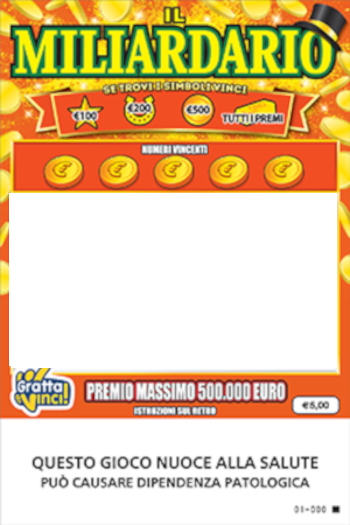 IL
MILIARDARIO
SE TROVI I SIMBOLI VINCI
€100
€200
€500
TUTTI I PREMI
NUMERI VINCENTI
€ € € € €
Gratta
e Vinci!
PREMIO MASSIMO 500.000 EURO
€5,00
ISTRUZIONI SUL RETRO
QUESTO GIOCO NUOCE ALLA SALUTE
PUÒ CAUSARE DIPENDENZA PATOLOGICA
01-000